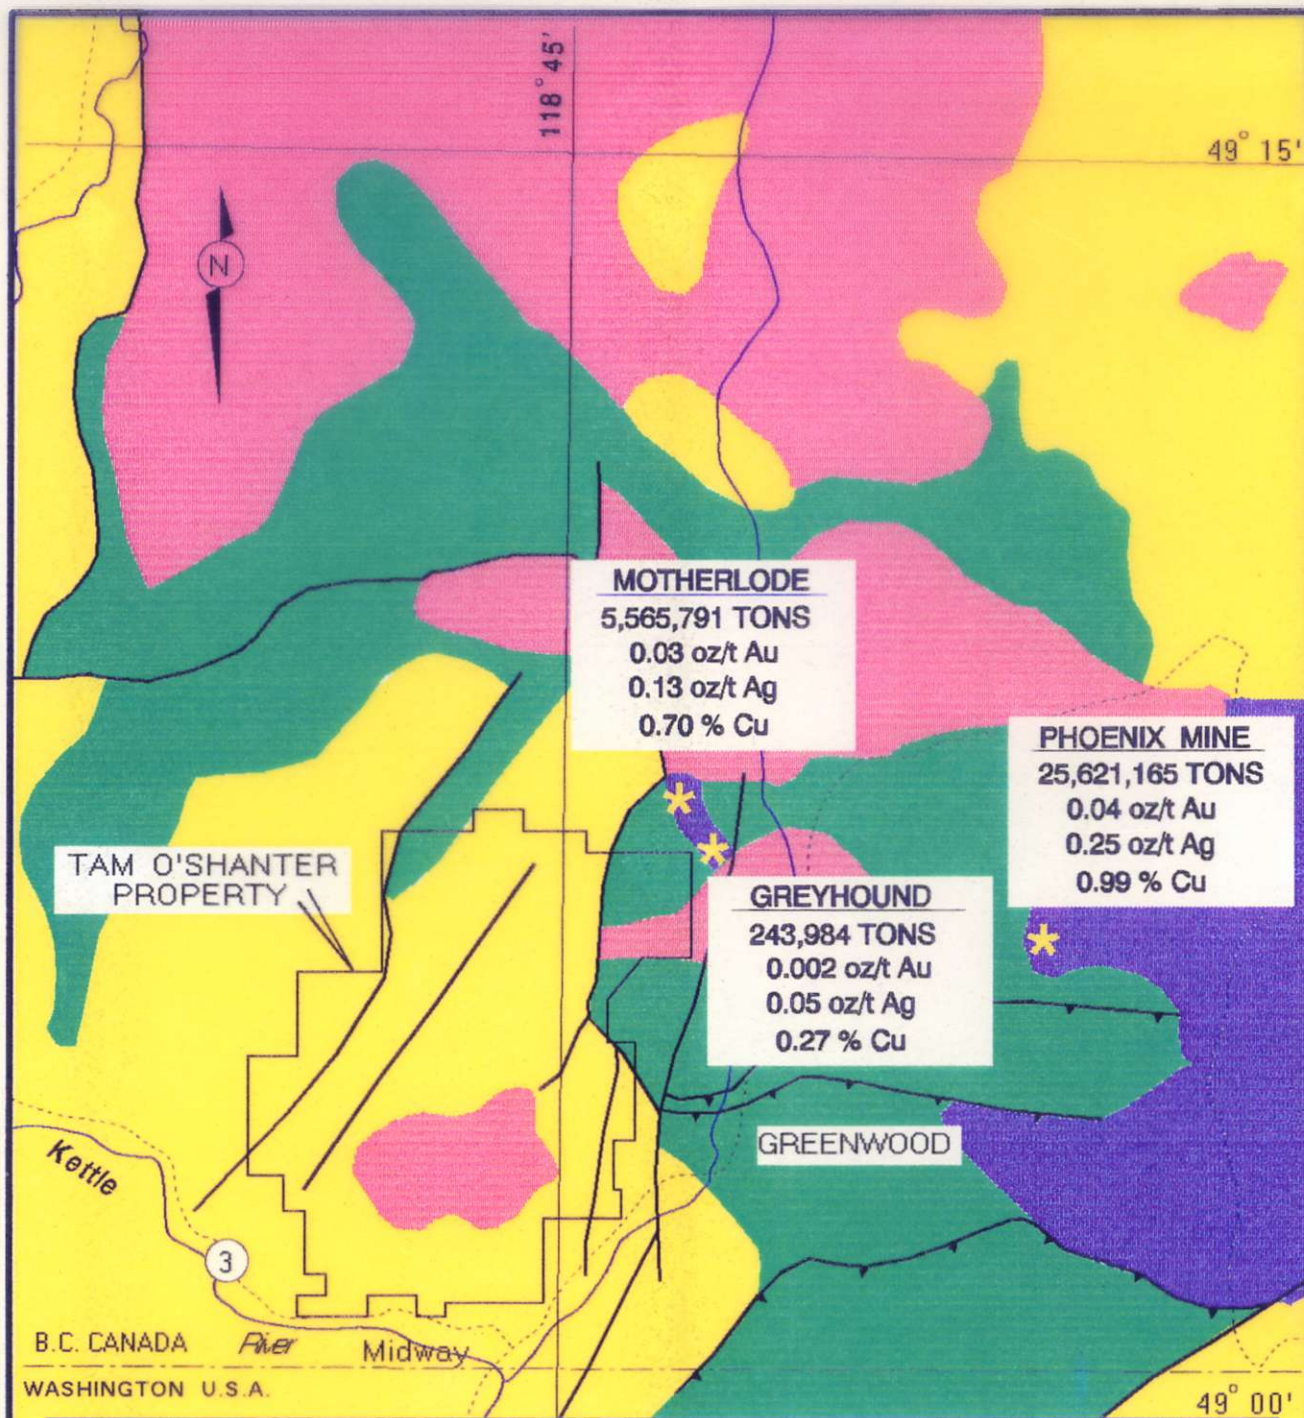 118° 45'
49° 15'
N
MOTHERLODE
5,565,791 TONS
0.03 oz/t Au
0.13 oz/t Ag
0.70 % Cu
PHOENIX MINE
25,621,165 TONS
0.04 oz/t Au
0.25 oz/t Ag
0.99 % Cu
TAM O'SHANTER
PROPERTY
GREYHOUND
243,984 TONS
0.002 oz/t Au
0.05 oz/t Ag
0.27 % Cu
GREENWOOD
Kettle
3
B.C. CANADA
River
Midway
WASHINGTON U.S.A.
49° 00'